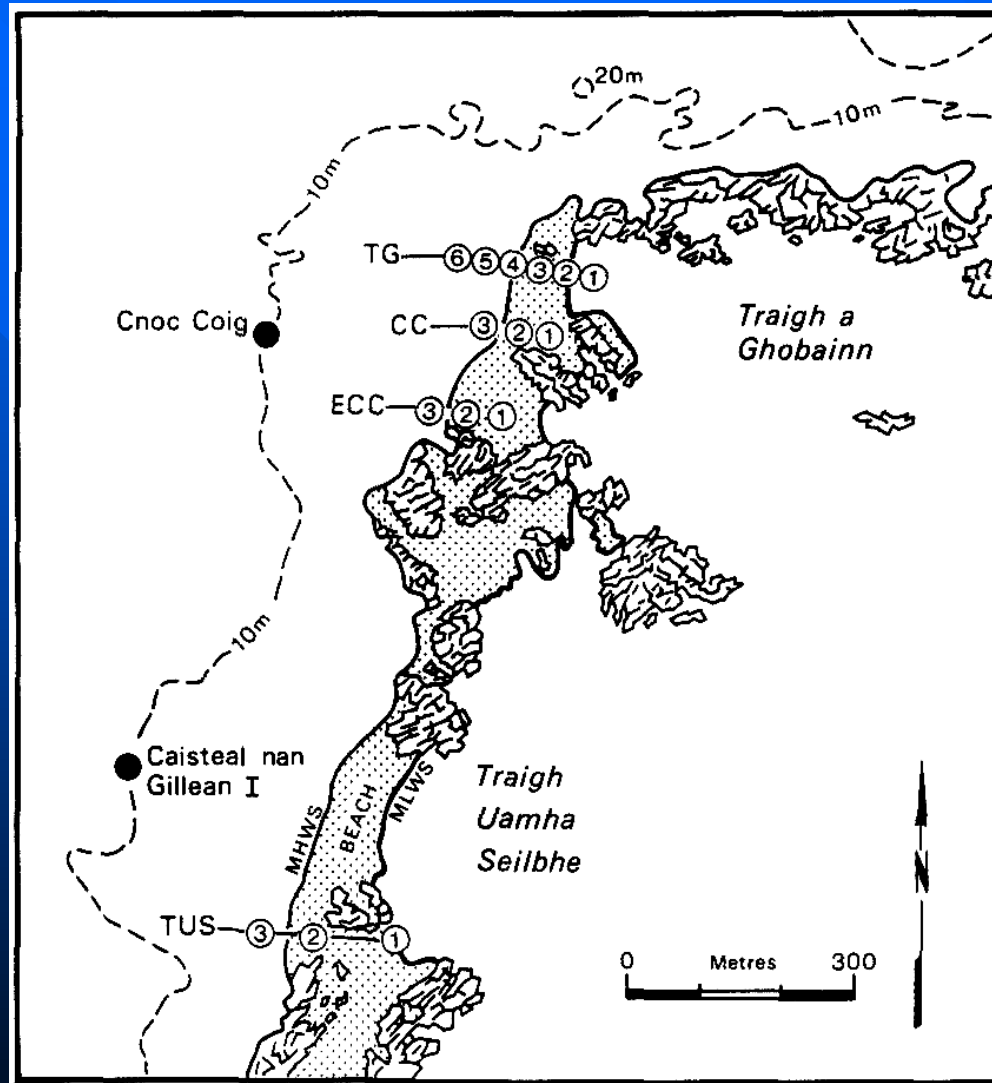 20m
10m
10m
TG 6 5 4 3 2 1
Cnoc Coig
CC 3 2 1
Traigh a
Ghobainn
ECC 3 2 1
10m
Caisteal nan
Gillean I
MHWS
BEACH
MLWS
Traigh
Uamha
Seilbhe
TUS 3 2 1
N
0 Metres 300